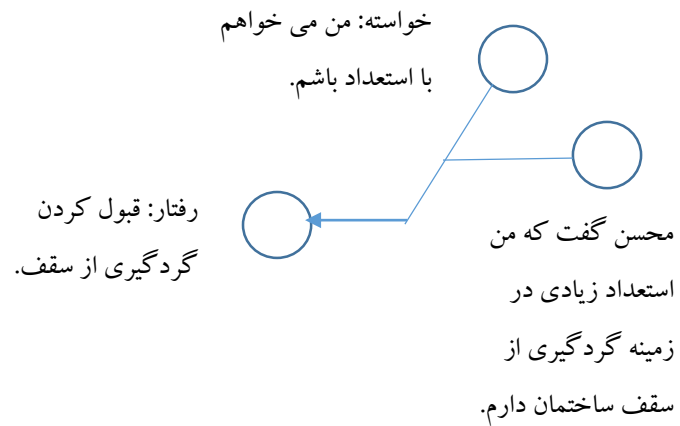 خواسته: من می خواهم
با استعداد باشم.
رفتار: قبول کردن
گردگیری از سقف.
محسن گفت که من
استعداد زیادی در
زمینه گردگیری از
سقف ساختمان دارم.